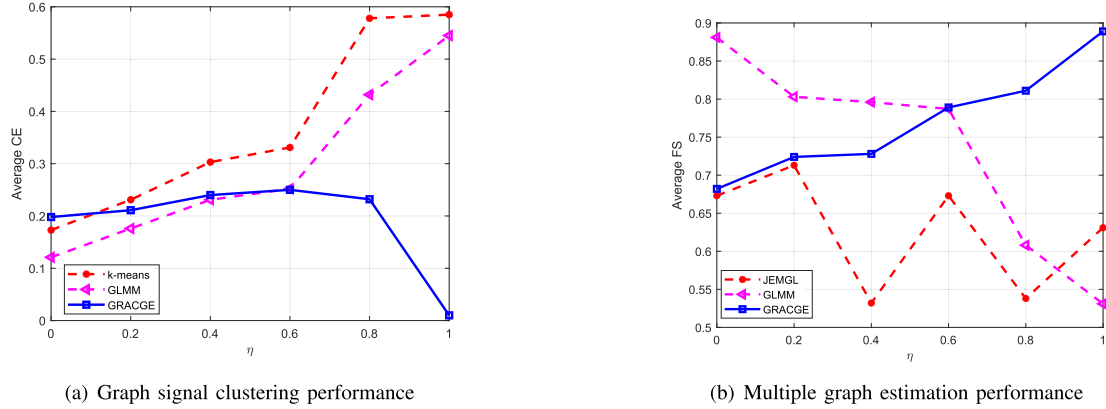 0.6
0.5
0.4
0.3
0.2
0.1
0
Average CE
k-means
GLMM
GRACGE
0 0.2 0.4 0.6 0.8 1
η
(a) Graph signal clustering performance
0.9
0.85
0.8
0.75
0.7
0.65
0.6
0.55
0.5
Average FS
JEMGL
GLMM
GRACGE
0 0.2 0.4 0.6 0.8 1
η
(b) Multiple graph estimation performance